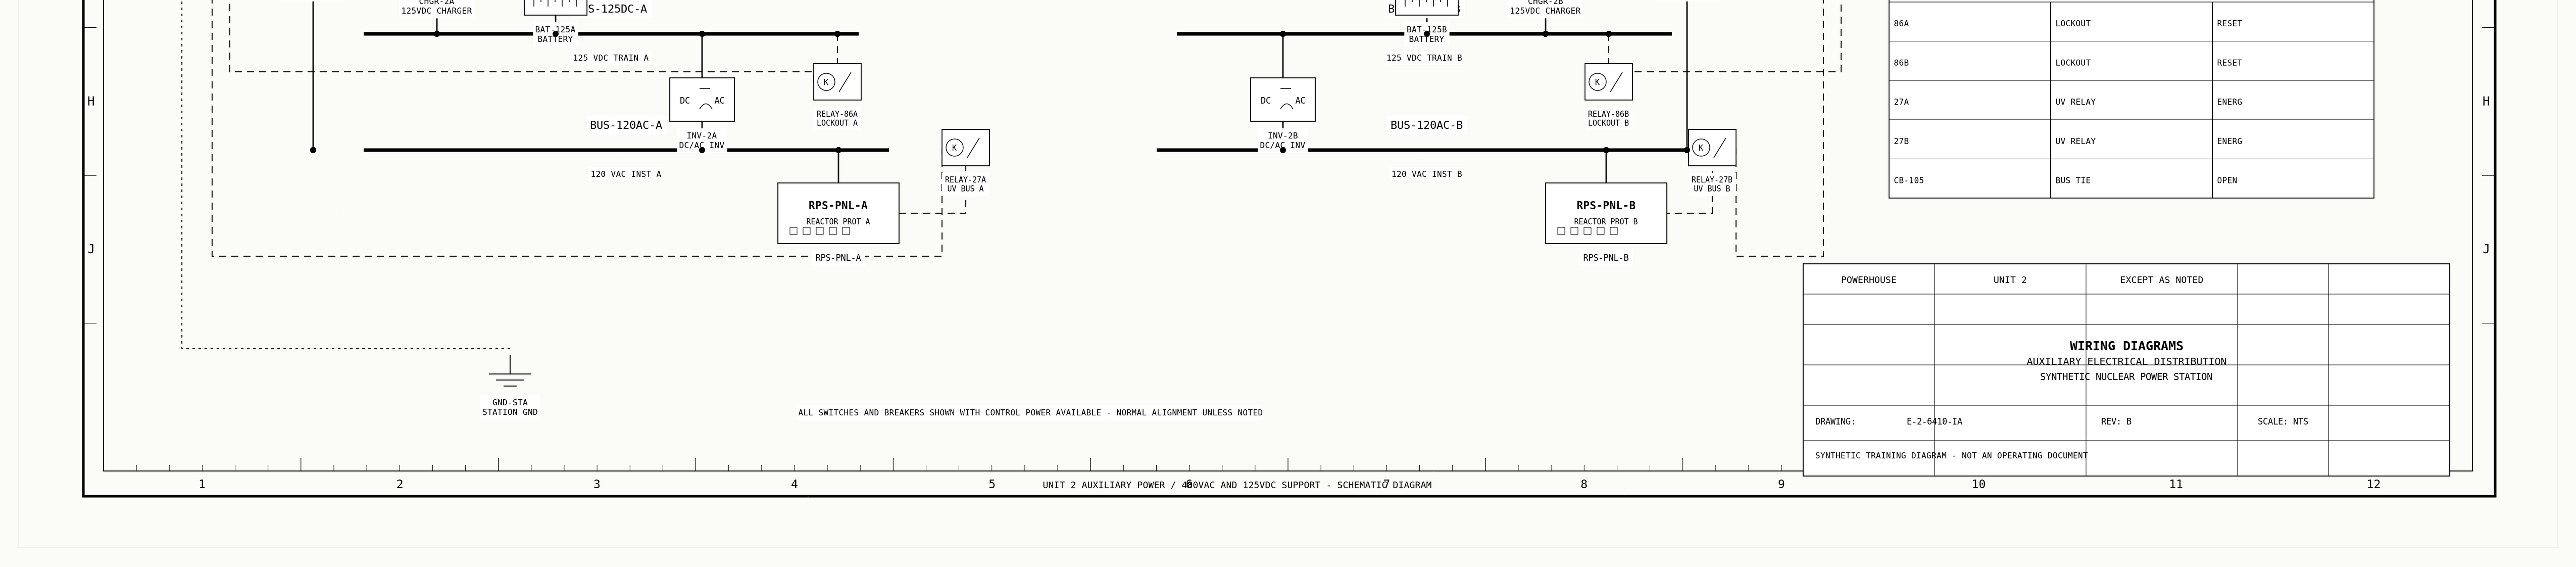 125VDC CHARGER
S-125DC-A
BAT-125A
BATTERY
125 VDC TRAIN A
DC AC
K
RELAY-86A
LOCKOUT A
BUS-120AC-A
INV-2A
DC/AC INV
120 VAC INST A
K
RELAY-27A
UV BUS A
RPS-PNL-A
REACTOR PROT A
RPS-PNL-A
CHGR-2B
125VDC CHARGER
BAT-125B
BATTERY
125 VDC TRAIN B
DC AC
K
RELAY-86B
LOCKOUT B
BUS-120AC-B
INV-2B
DC/AC INV
120 VAC INST B
K
RELAY-27B
UV BUS B
RPS-PNL-B
REACTOR PROT B
RPS-PNL-B
86A LOCKOUT RESET
86B LOCKOUT RESET
27A UV RELAY ENERG
27B UV RELAY ENERG
CB-105 BUS TIE OPEN
H
H
J
J
GND-STA
STATION GND
ALL SWITCHES AND BREAKERS SHOWN WITH CONTROL POWER AVAILABLE - NORMAL ALIGNMENT UNLESS NOTED
POWERHOUSE UNIT 2 EXCEPT AS NOTED
WIRING DIAGRAMS
AUXILIARY ELECTRICAL DISTRIBUTION
SYNTHETIC NUCLEAR POWER STATION
DRAWING: E-2-6410-IA REV: B SCALE: NTS
SYNTHETIC TRAINING DIAGRAM - NOT AN OPERATING DOCUMENT
1 2 3 4 5 6 7 8 9 10 11 12
UNIT 2 AUXILIARY POWER / 480VAC AND 125VDC SUPPORT - SCHEMATIC DIAGRAM